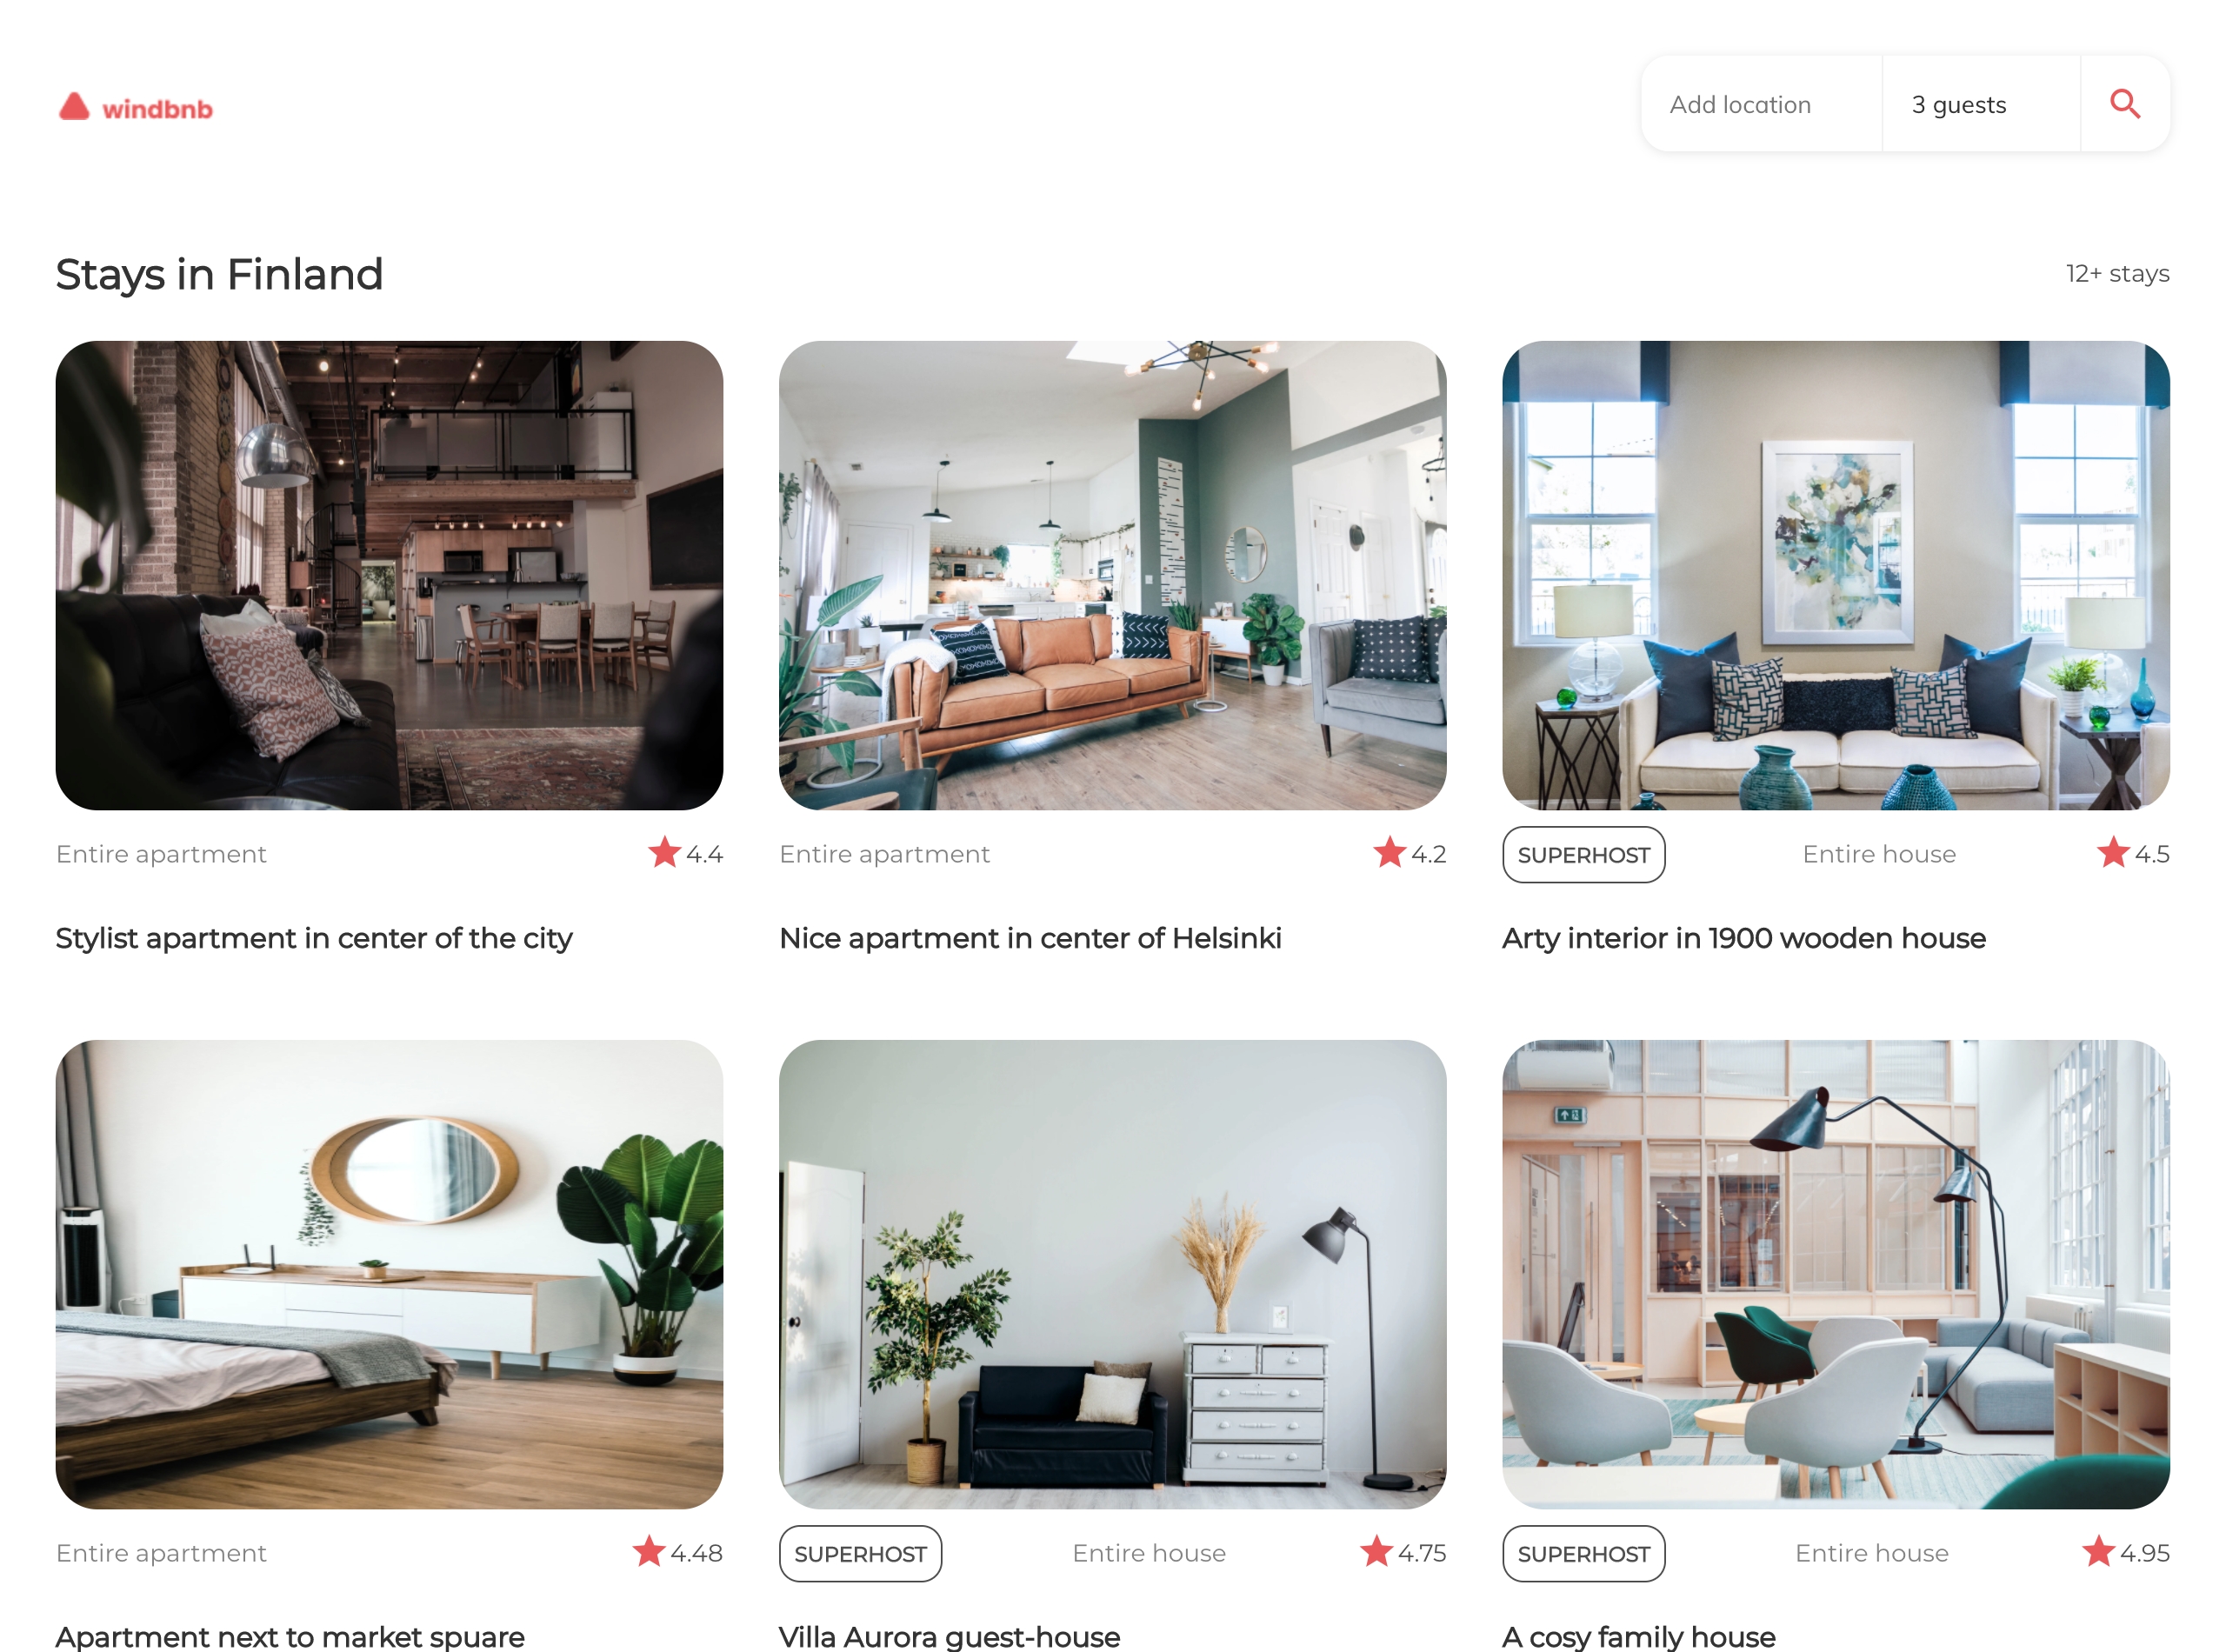 windbnb
Add location
3 guests
Stays in Finland
12+ stays
Entire apartment
4.4
Stylist apartment in center of the city
Entire apartment
4.2
Nice apartment in center of Helsinki
SUPERHOST
Entire house
4.5
Arty interior in 1900 wooden house
Entire apartment
4.48
Apartment next to market spuare
SUPERHOST
Entire house
4.75
Villa Aurora guest-house
SUPERHOST
Entire house
4.95
A cosy family house